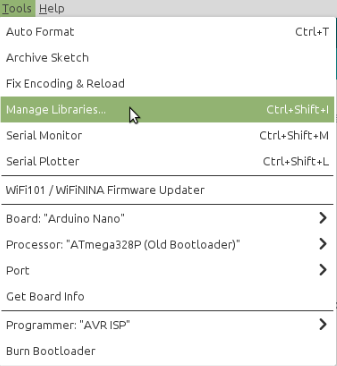 Tools Help
Auto Format Ctrl+T
Archive Sketch
Fix Encoding & Reload
Manage Libraries... Ctrl+Shift+I
Serial Monitor Ctrl+Shift+M
Serial Plotter Ctrl+Shift+L
WiFi101 / WiFiNINA Firmware Updater
Board: "Arduino Nano"
Processor: "ATmega328P (Old Bootloader)"
Port
Get Board Info
Programmer: "AVR ISP"
Burn Bootloader